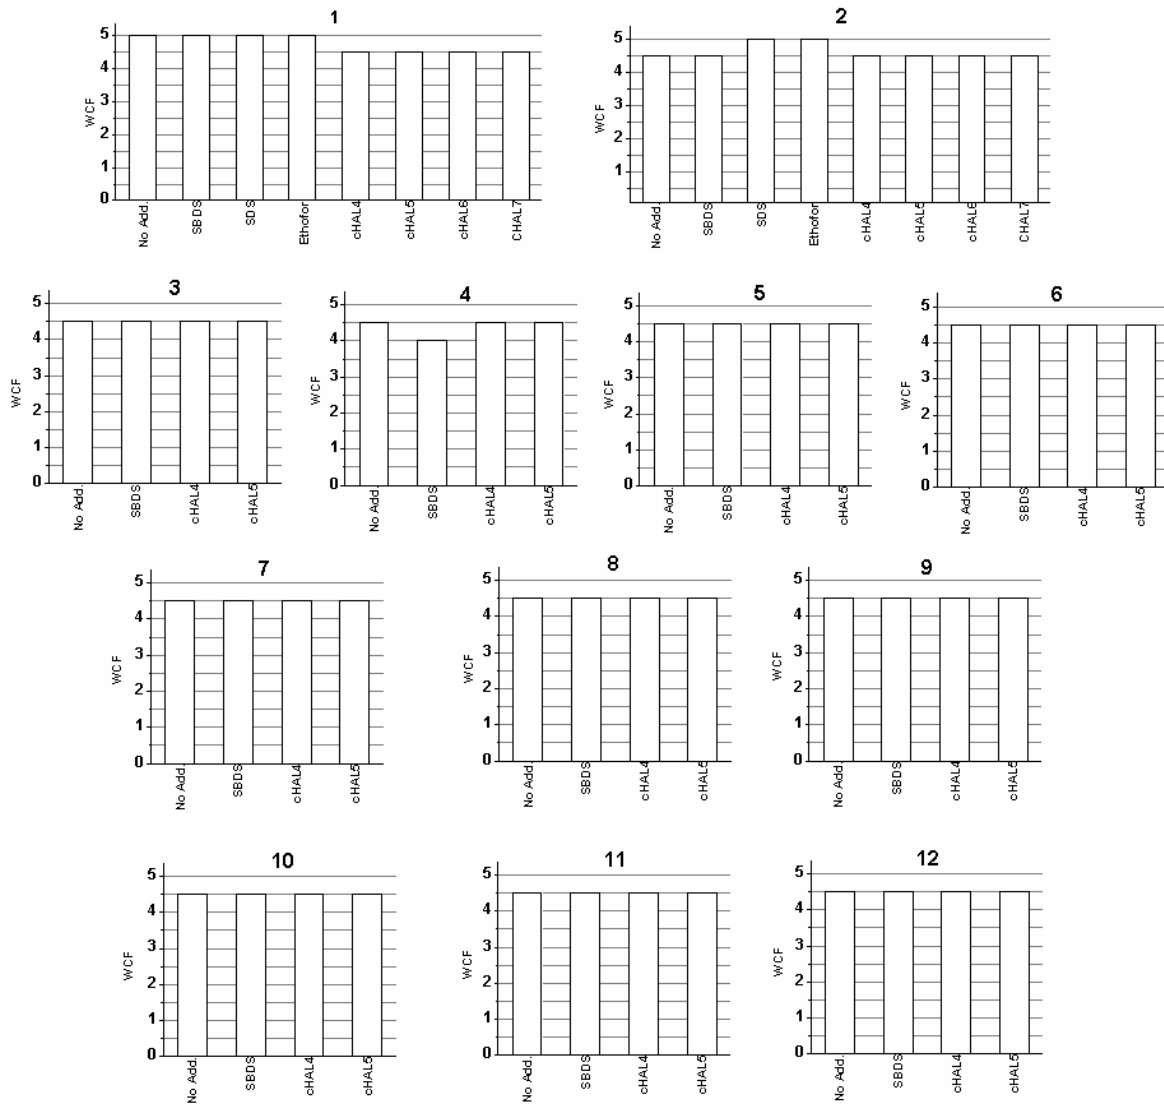 1
5
4
3
2
1
0
WCF
No Add.
SBDS
SDS
Ethofor
cHAL4
cHAL5
cHAL6
CHAL7
2
5
4
3
2
1
WCF
No Add.
SBDS
SDS
Ethofor
cHAL4
cHAL5
cHAL6
CHAL7
3
5
4
3
2
1
0
WCF
No Add.
SBDS
cHAL4
cHAL5
4
5
4
3
2
1
0
WCF
No Add.
SBDS
cHAL4
cHAL5
5
5
4
3
2
1
0
WCF
No Add.
SBDS
cHAL4
cHAL5
6
5
4
3
2
1
0
WCF
No Add.
SBDS
cHAL4
cHAL5
7
5
4
3
2
1
0
WCF
No Add.
SBDS
cHAL4
cHAL5
8
5
4
3
2
1
0
WCF
No Add.
SBDS
cHAL4
cHAL5
9
5
4
3
2
1
0
WCF
No Add.
SBDS
cHAL4
cHAL5
10
5
4
3
2
1
0
WCF
No Add.
SBDS
cHAL4
cHAL5
11
5
4
3
2
1
0
WCF
No Add.
SBDS
cHAL4
cHAL5
12
5
4
3
2
1
0
WCF
No Add.
SBDS
cHAL4
cHAL5